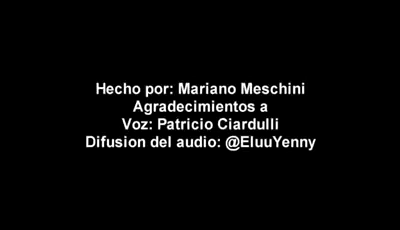 Hecho por: Mariano Meschini
Agradecimientos a
Voz: Patricio Ciardulli
Difusion del audio: @EluuYenny